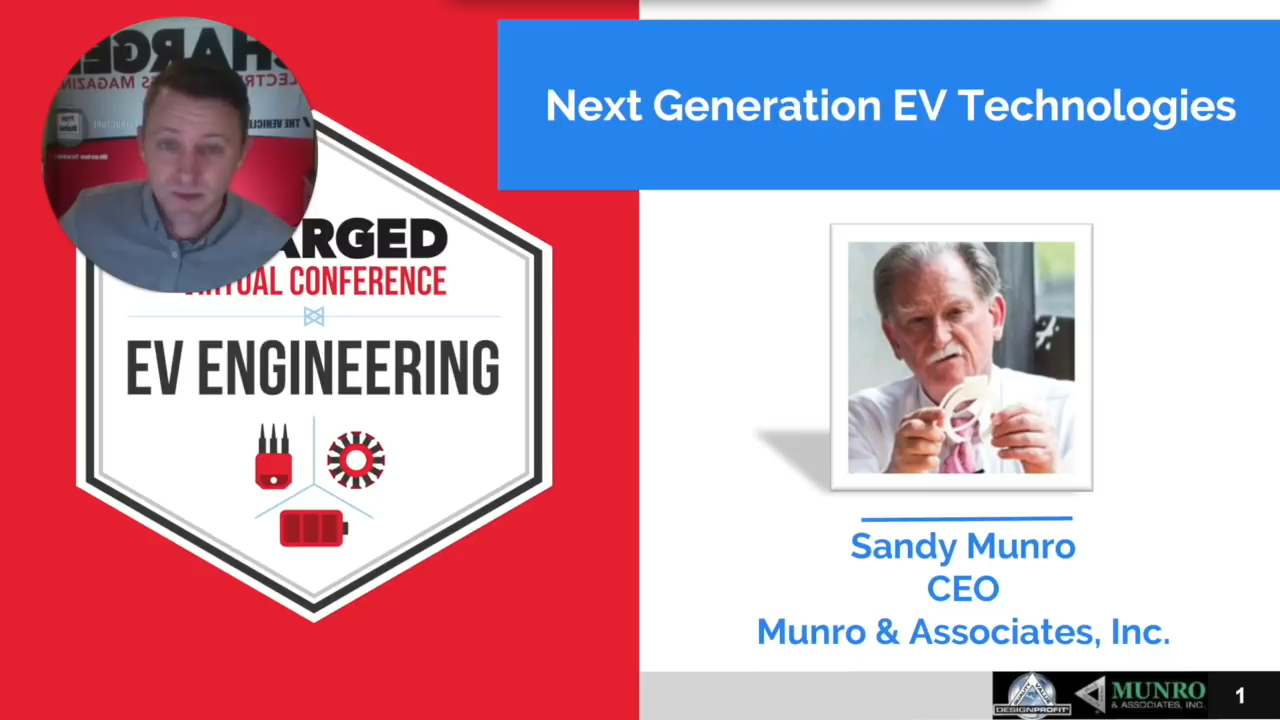 Next Generation EV Technologies
ARGED
VIRTUAL CONFERENCE
EV ENGINEERING
Sandy Munro
CEO
Munro & Associates, Inc.
DESIGNPROFIT
MUNRO
& ASSOCIATES, INC.
1